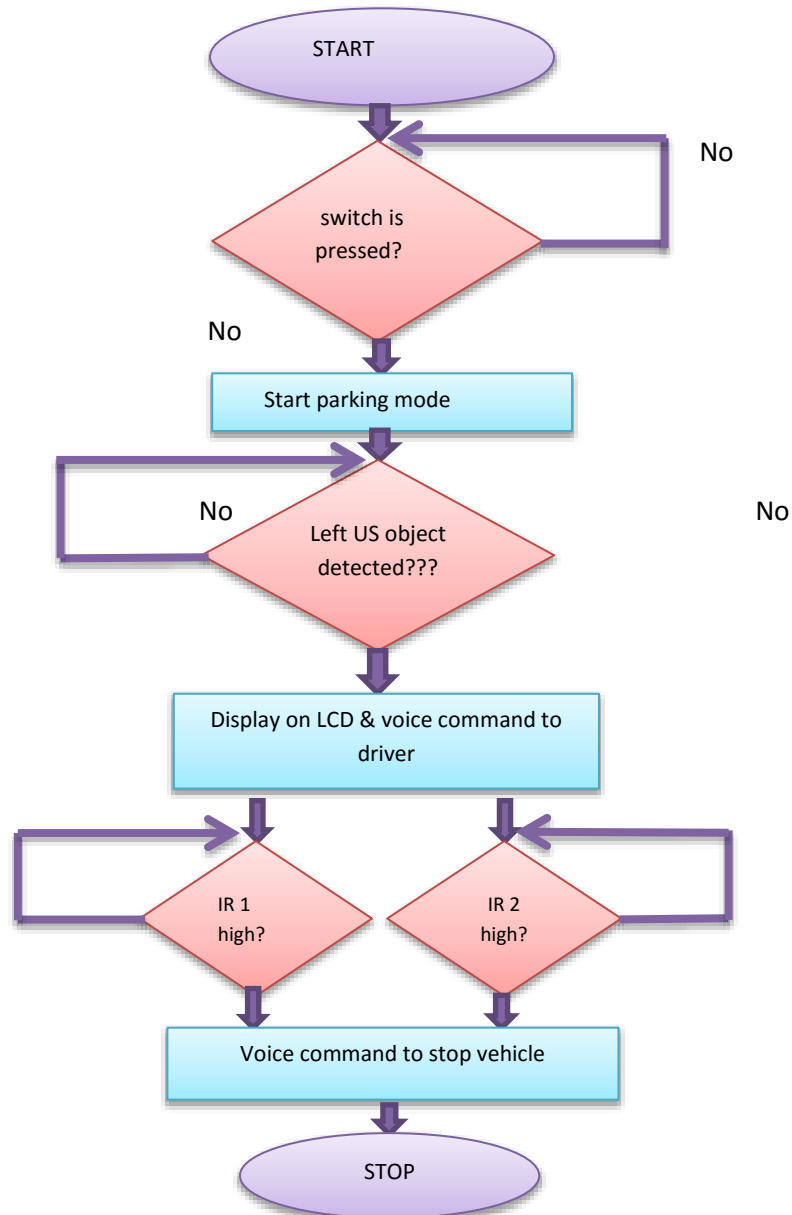 START
No
switch is
pressed?
No
Start parking mode
No
No
Left US object
detected???
Display on LCD & voice command to
driver
IR 1
high?
IR 2
high?
Voice command to stop vehicle
STOP